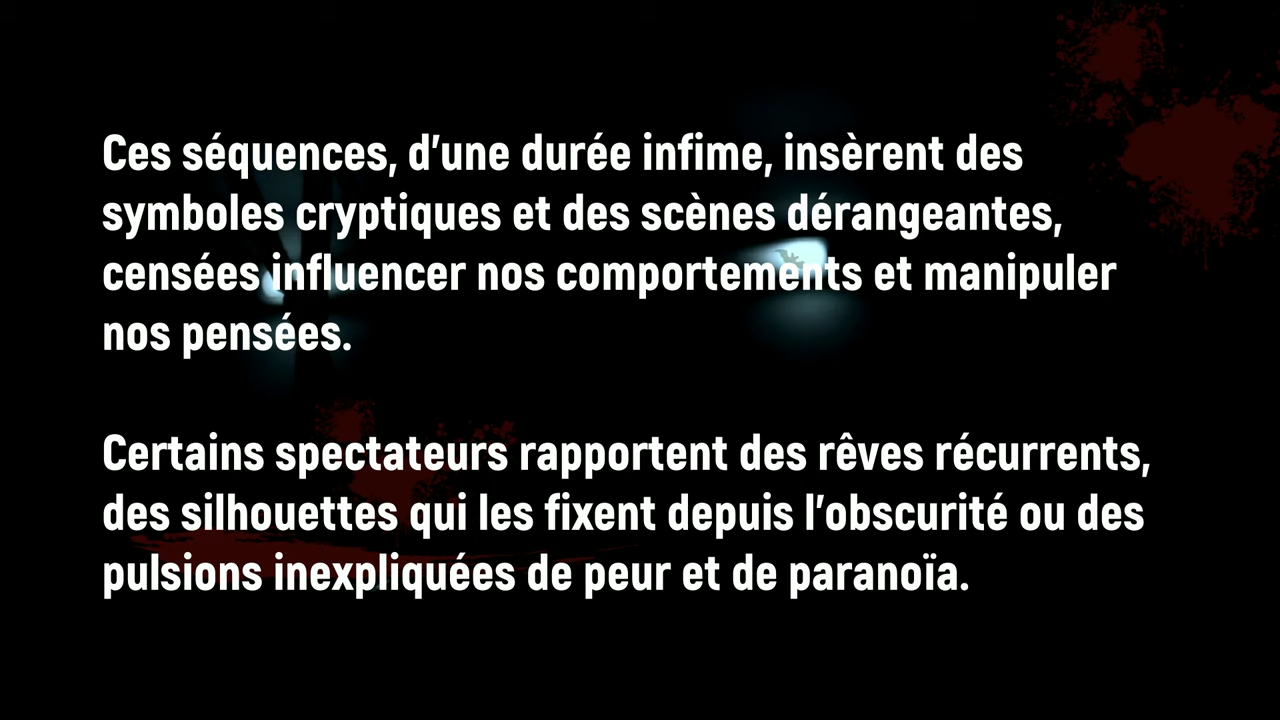 Ces séquences, d'une durée infime, insèrent des
symboles cryptiques et des scènes dérangeantes,
censées influencer nos comportements et manipuler
nos pensées.
Certains spectateurs rapportent des rêves récurrents,
des silhouettes qui les fixent depuis l'obscurité ou des
pulsions inexpliquées de peur et de paranoïa.